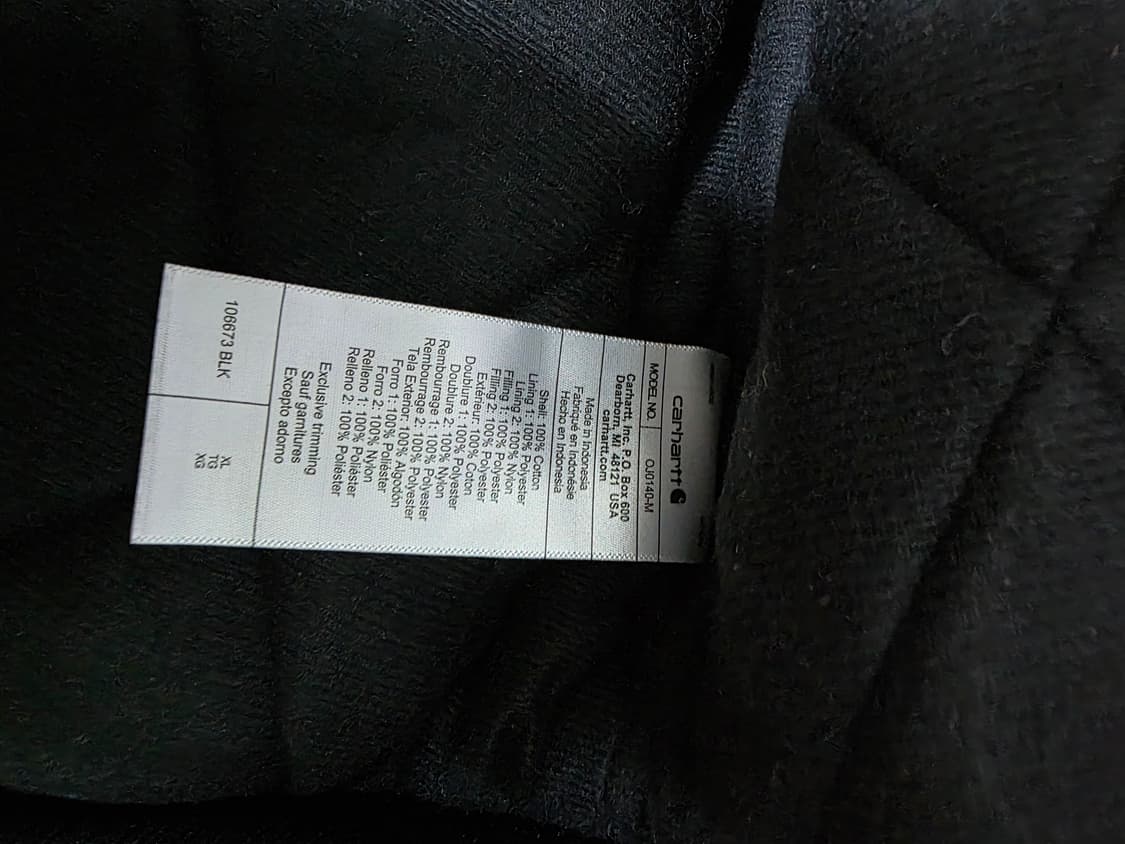 carhartt
MODEL NO. OJ0140-M
Carhartt, Inc. P.O. Box 600
Dearborn, MI 48121 USA
carhartt.com
Made in Indonesia
Fabriqué en Indonésie
Hecho en Indonesia
Shell: 100% Cotton
Lining 1: 100% Polyester
Lining 2: 100% Nylon
Filling 1: 100% Polyester
Filling 2: 100% Polyester
Extérieur: 100% Coton
Doublure 1: 100% Polyester
Doublure 2: 100% Nylon
Rembourrage 1: 100% Polyester
Rembourrage 2: 100% Polyester
Tela Exterior: 100% Algodón
Forro 1: 100% Poliéster
Forro 2: 100% Nylon
Relleno 1: 100% Poliéster
Relleno 2: 100% Poliéster
Exclusive trimming
Sauf garnitures
Excepto adorno
106673 BLK
XL
TG
XG